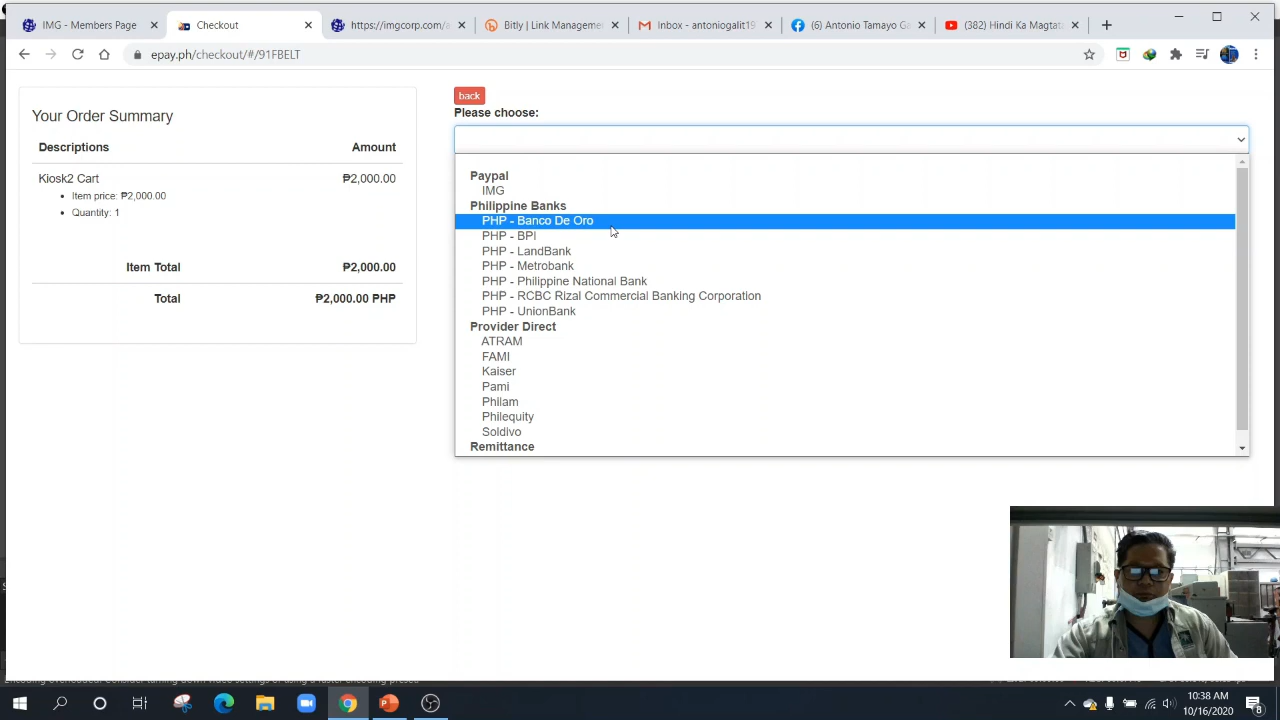 IMG - Members Page
Checkout
https://imgcorp.com/a
Bitly | Link Managemen
Inbox - antoniogalit19
(6) Antonio Tamayo Ga
(382) Hindi Ka Magtata
epay.ph/checkout/#/91FBELT
Your Order Summary
Descriptions Amount
Kiosk2 Cart ₱2,000.00
Item price: ₱2,000.00
Quantity: 1
Item Total ₱2,000.00
Total ₱2,000.00 PHP
back
Please choose:
Paypal
IMG
Philippine Banks
PHP - Banco De Oro
PHP - BPI
PHP - LandBank
PHP - Metrobank
PHP - Philippine National Bank
PHP - RCBC Rizal Commercial Banking Corporation
PHP - UnionBank
Provider Direct
ATRAM
FAMI
Kaiser
Pami
Philam
Philequity
Soldivo
Remittance
10:38 AM
10/16/2020
8